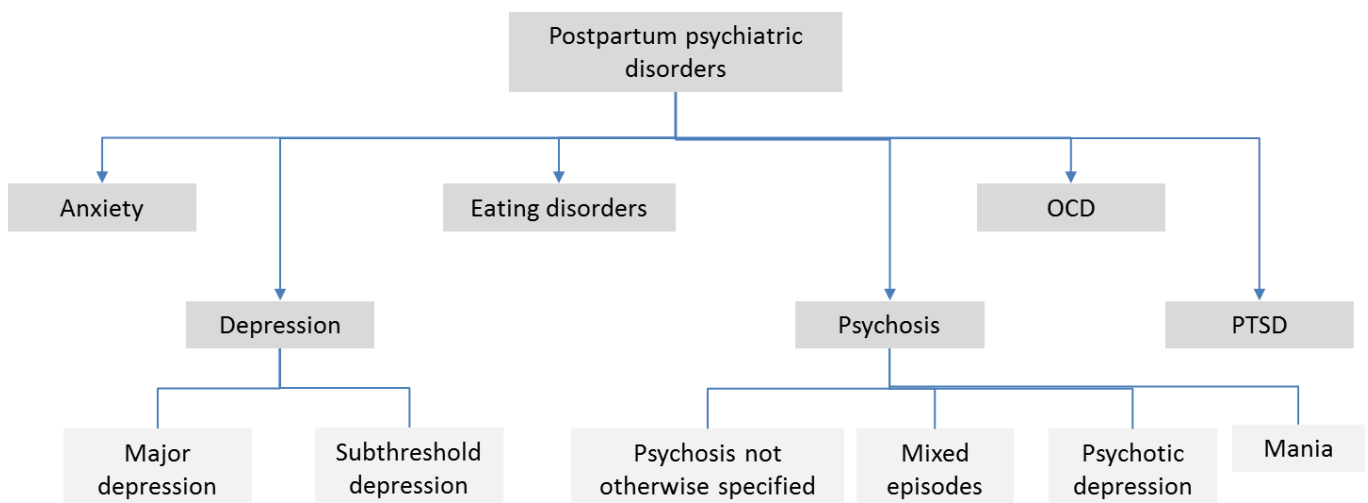 Postpartum psychiatric
disorders
Anxiety
Eating disorders
OCD
Depression
Psychosis
PTSD
Major
depression
Subthreshold
depression
Psychosis not
otherwise specified
Mixed
episodes
Psychotic
depression
Mania